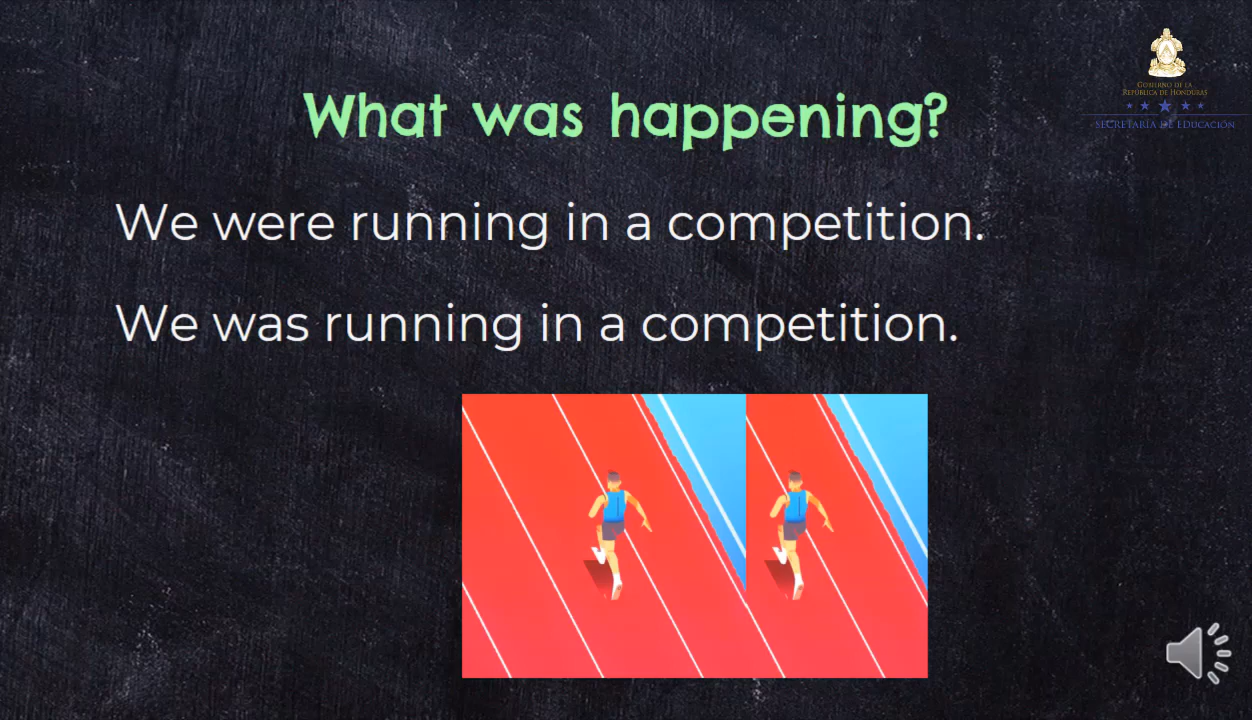 What was happening?
GOBIERNO DE LA
REPÚBLICA DE HONDURAS
SECRETARÍA DE EDUCACIÓN
We were running in a competition.
We was running in a competition.